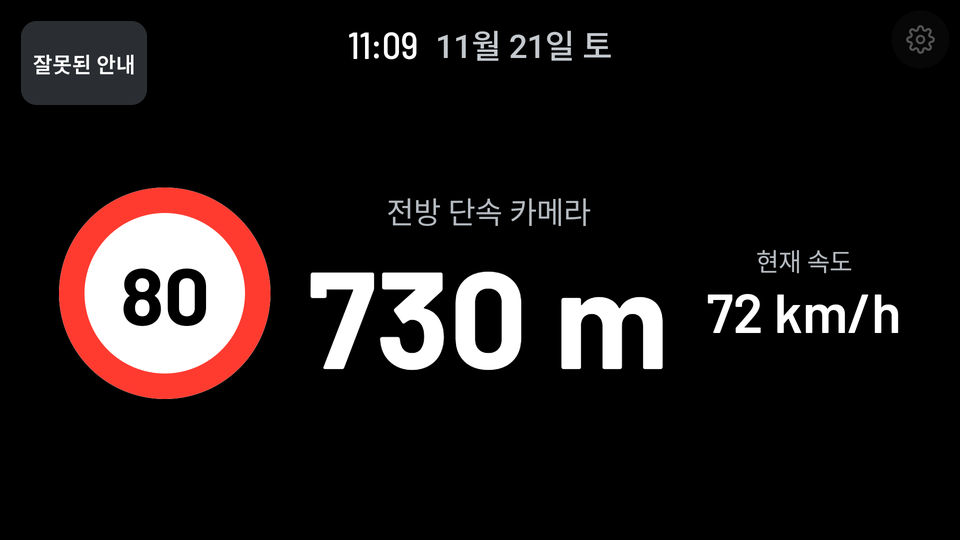 잘못된 안내
11:09 11월 21일 토
80
전방 단속 카메라
730 m
현재 속도
72 km/h